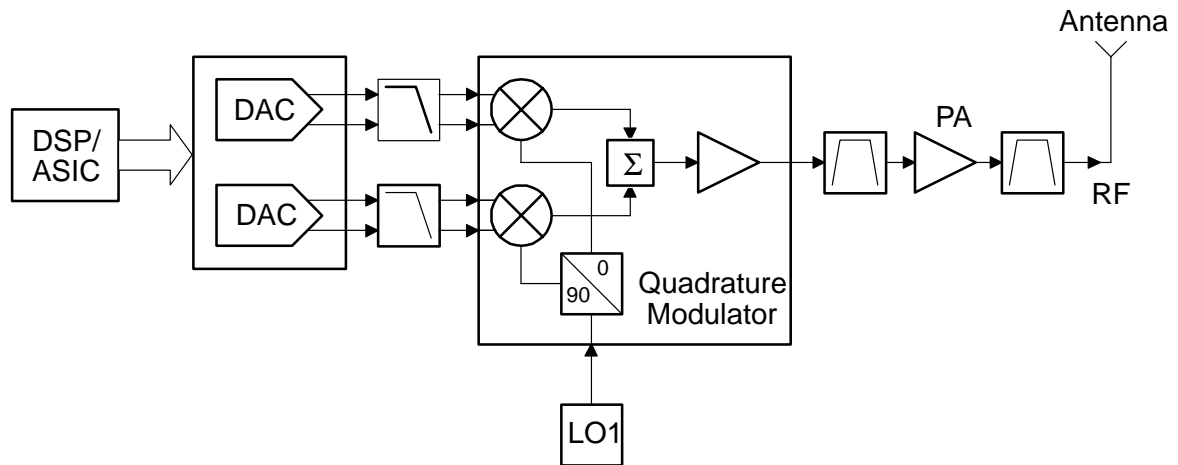 Antenna
DSP/
ASIC
DAC
DAC
Σ
PA
RF
0
90
Quadrature
Modulator
LO1